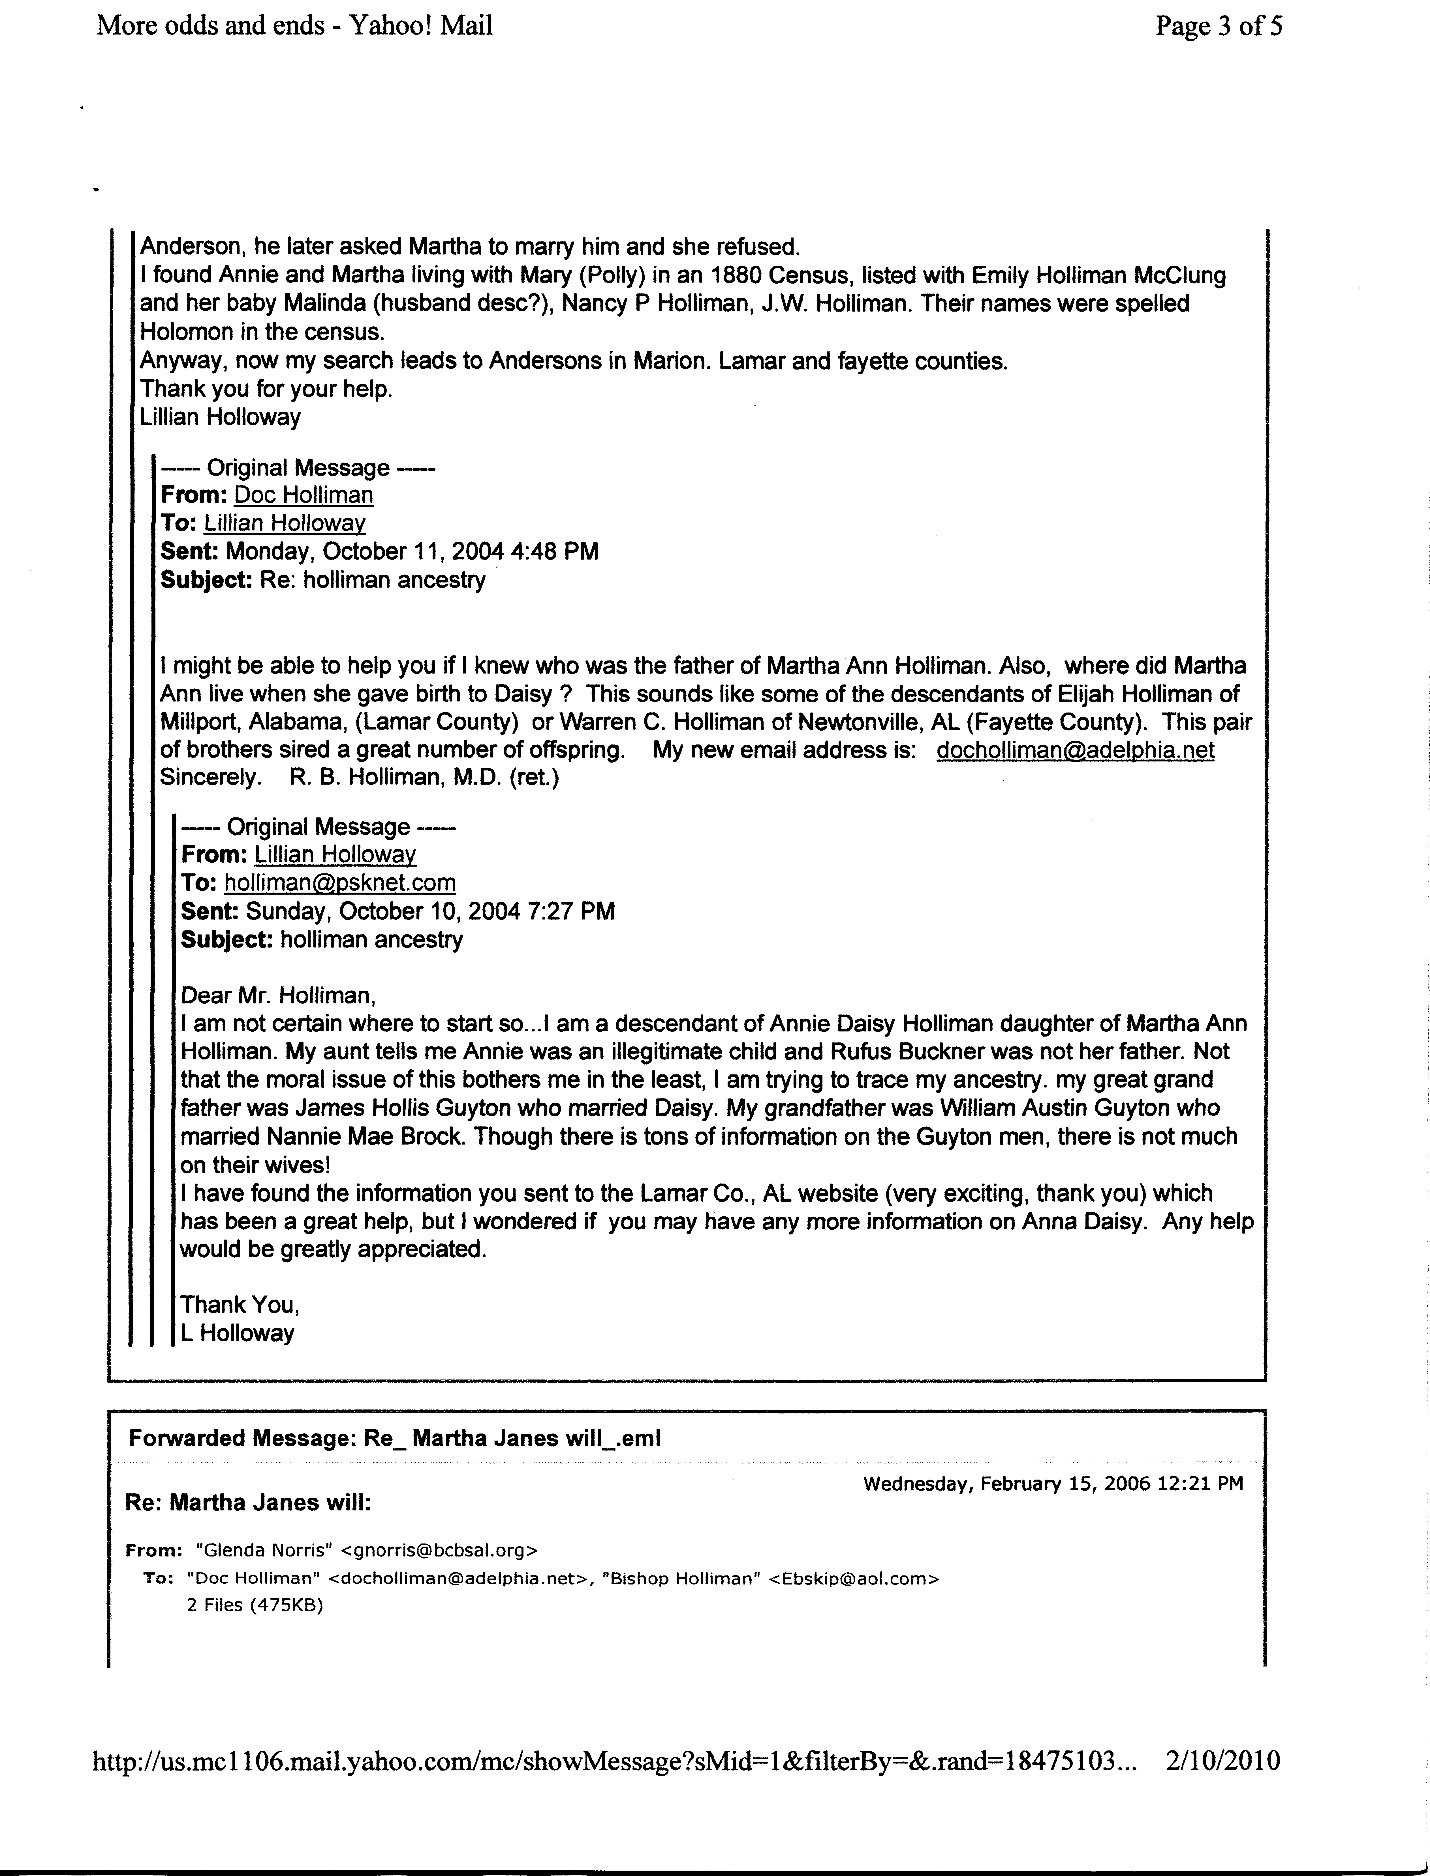 More odds and ends - Yahoo! Mail Page 3 of 5
Anderson, he later asked Martha to marry him and she refused.
I found Annie and Martha living with Mary (Polly) in an 1880 Census, listed with Emily Holliman McClung
and her baby Malinda (husband desc?), Nancy P Holliman, J.W. Holliman. Their names were spelled
Holomon in the census.
Anyway, now my search leads to Andersons in Marion. Lamar and fayette counties.
Thank you for your help.
Lillian Holloway
----- Original Message -----
From: Doc Holliman
To: Lillian Holloway
Sent: Monday, October 11, 2004 4:48 PM
Subject: Re: holliman ancestry
I might be able to help you if I knew who was the father of Martha Ann Holliman. Also, where did Martha
Ann live when she gave birth to Daisy ? This sounds like some of the descendants of Elijah Holliman of
Millport, Alabama, (Lamar County) or Warren C. Holliman of Newtonville, AL (Fayette County). This pair
of brothers sired a great number of offspring. My new email address is: docholliman@adelphia.net
Sincerely. R. B. Holliman, M.D. (ret.)
----- Original Message -----
From: Lillian Holloway
To: holliman@psknet.com
Sent: Sunday, October 10, 2004 7:27 PM
Subject: holliman ancestry
Dear Mr. Holliman,
I am not certain where to start so...I am a descendant of Annie Daisy Holliman daughter of Martha Ann
Holliman. My aunt tells me Annie was an illegitimate child and Rufus Buckner was not her father. Not
that the moral issue of this bothers me in the least, I am trying to trace my ancestry. my great grand
father was James Hollis Guyton who married Daisy. My grandfather was William Austin Guyton who
married Nannie Mae Brock. Though there is tons of information on the Guyton men, there is not much
on their wives!
I have found the information you sent to the Lamar Co., AL website (very exciting, thank you) which
has been a great help, but I wondered if you may have any more information on Anna Daisy. Any help
would be greatly appreciated.
Thank You,
L Holloway
Forwarded Message: Re_ Martha Janes will_.eml
Wednesday, February 15, 2006 12:21 PM
Re: Martha Janes will:
From: "Glenda Norris" <gnorris@bcbsal.org>
To: "Doc Holliman" <docholliman@adelphia.net>, "Bishop Holliman" <Ebskip@aol.com>
2 Files (475KB)
http://us.mc1106.mail.yahoo.com/mc/showMessage?sMid=1&filterBy=&.rand=18475103... 2/10/2010